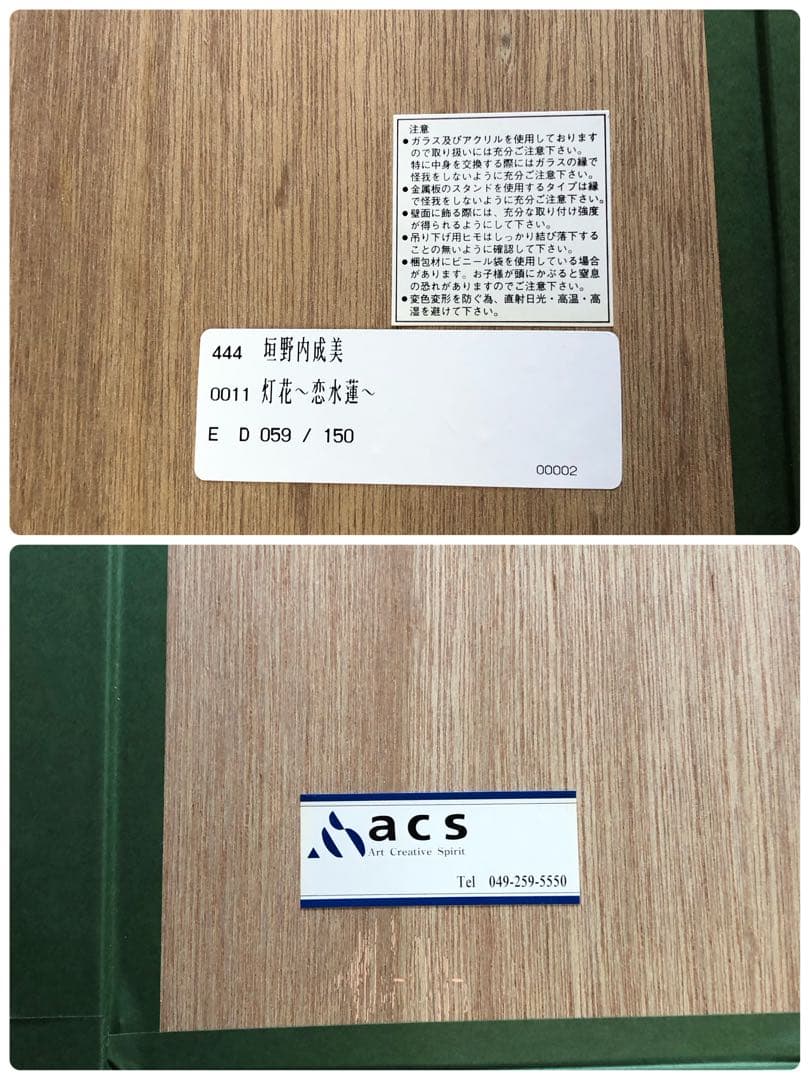 注意
●ガラス及びアクリルを使用しております
ので取り扱いには充分ご注意下さい。
特に中身を交換する際にはガラスの縁で
怪我をしないように充分ご注意下さい。
●金属板のスタンドを使用するタイプは縁
で怪我をしないように充分ご注意下さい。
●壁面に飾る際には、充分な取り付け強度
が得られるようにして下さい。
●吊り下げ用ヒモはしっかり結び落下する
ことの無いように確認して下さい。
●梱包材にビニール袋を使用している場合
があります。お子様が頭にかぶると窒息
の恐れがありますのでご注意下さい。
●変色変形を防ぐ為、直射日光・高温・高
湿を避けて下さい。
444 垣野内成美
0011 灯花～恋水蓮～
E D 059 / 150
00002
acs
Art Creative Spirit
Tel 049-259-5550